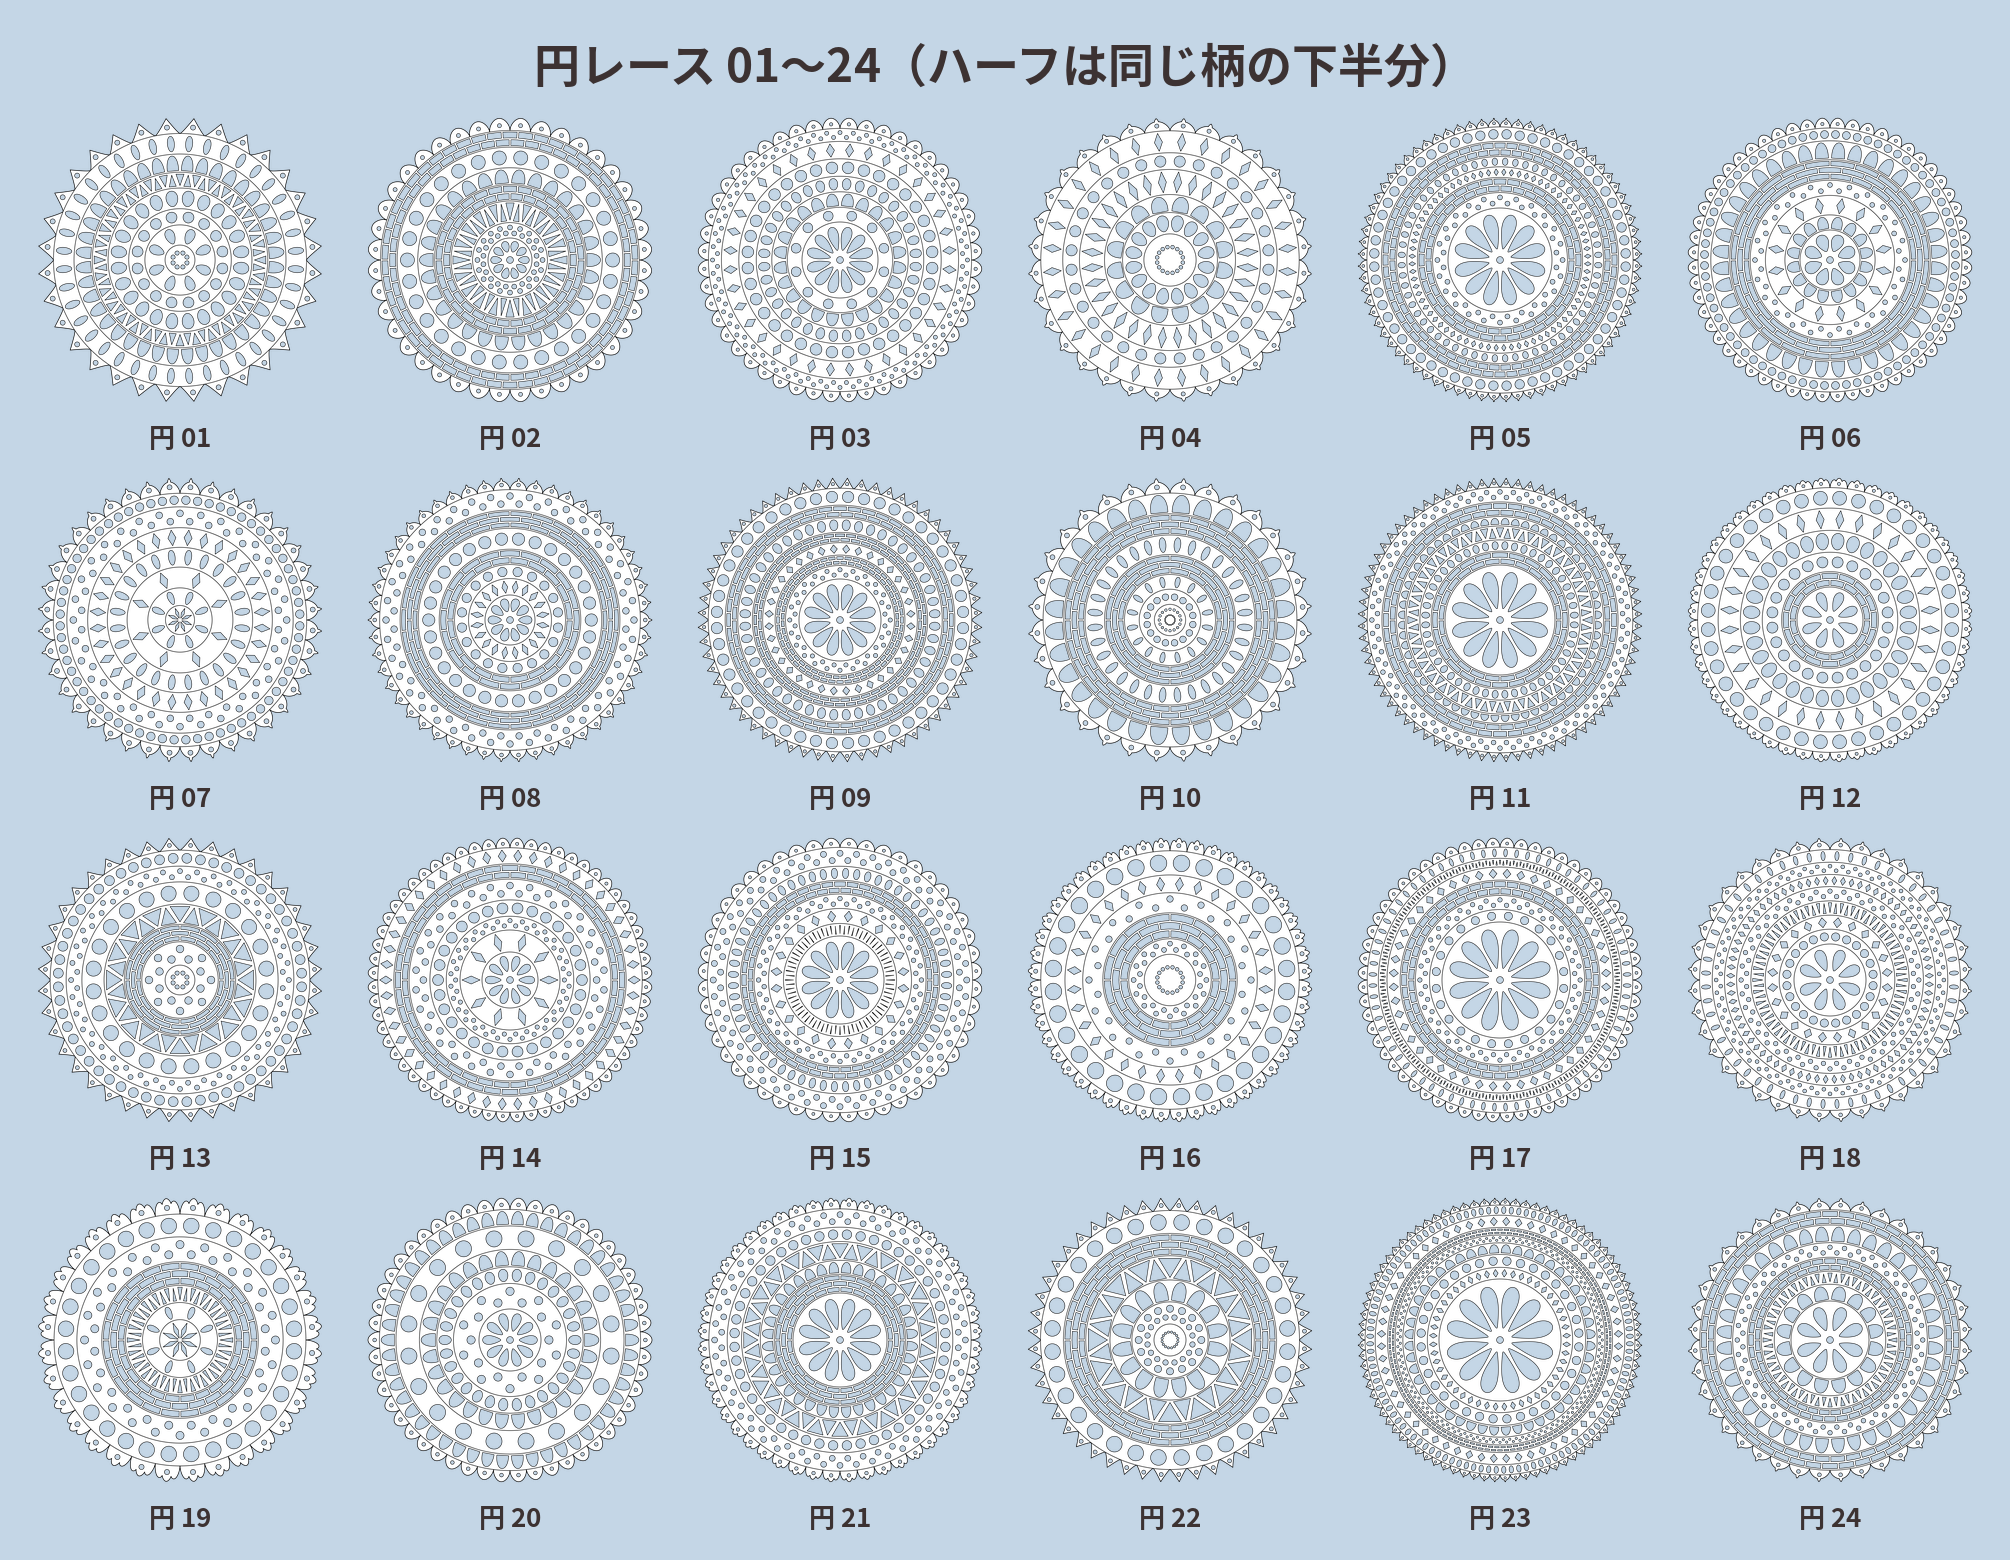 円レース 01〜24（ハーフは同じ柄の下半分）
円 01
円 02
円 03
円 04
円 05
円 06
円 07
円 08
円 09
円 10
円 11
円 12
円 13
円 14
円 15
円 16
円 17
円 18
円 19
円 20
円 21
円 22
円 23
円 24